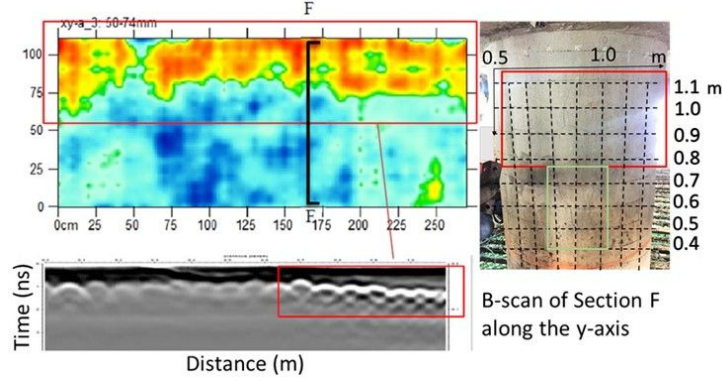 F
xy-a_3: 50-74mm
100
75
50
25
0
0cm 25 50 75 100 125 150 175 200 225 250
F
0.5 1.0 m
1.1 m
1.0
0.9
0.8
0.7
0.6
0.5
0.4
Time (ns)
Distance (m)
B-scan of Section F
along the y-axis